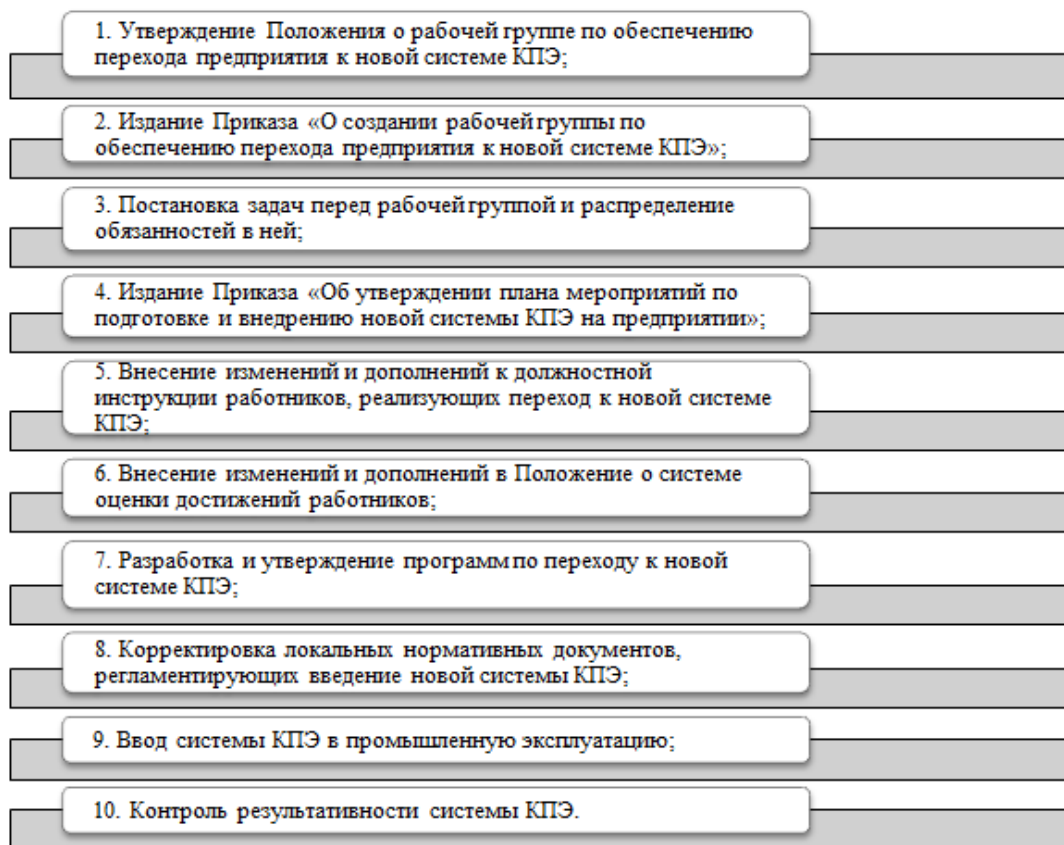 1. Утверждение Положения о рабочей группе по обеспечению
перехода предприятия к новой системе КПЭ;
2. Издание Приказа «О создании рабочей группы по
обеспечению перехода предприятия к новой системе КПЭ»;
3. Постановка задач перед рабочей группой и распределение
обязанностей в ней;
4. Издание Приказа «Об утверждении плана мероприятий по
подготовке и внедрению новой системы КПЭ на предприятии»;
5. Внесение изменений и дополнений к должностной
инструкции работников, реализующих переход к новой системе
КПЭ;
6. Внесение изменений и дополнений в Положение о системе
оценки достижений работников;
7. Разработка и утверждение программ по переходу к новой
системе КПЭ;
8. Корректировка локальных нормативных документов,
регламентирующих введение новой системы КПЭ;
9. Ввод системы КПЭ в промышленную эксплуатацию;
10. Контроль результативности системы КПЭ.